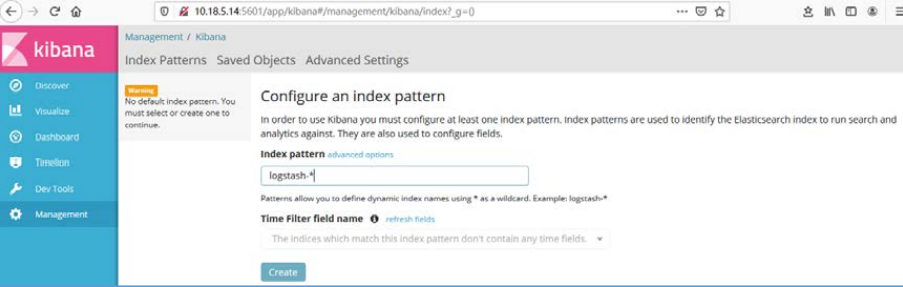 10.18.5.14:5601/app/kibana#/management/kibana/index?_g=()
kibana
Discover
Visualize
Dashboard
Timelion
Dev Tools
Management
Management / Kibana
Index Patterns Saved Objects Advanced Settings
Warning
No default index pattern. You
must select or create one to
continue.
Configure an index pattern
In order to use Kibana you must configure at least one index pattern. Index patterns are used to identify the Elasticsearch index to run search and
analytics against. They are also used to configure fields.
Index pattern advanced options
logstash-*
Patterns allow you to define dynamic index names using * as a wildcard. Example: logstash-*
Time Filter field name refresh fields
The indices which match this index pattern don't contain any time fields.
Create